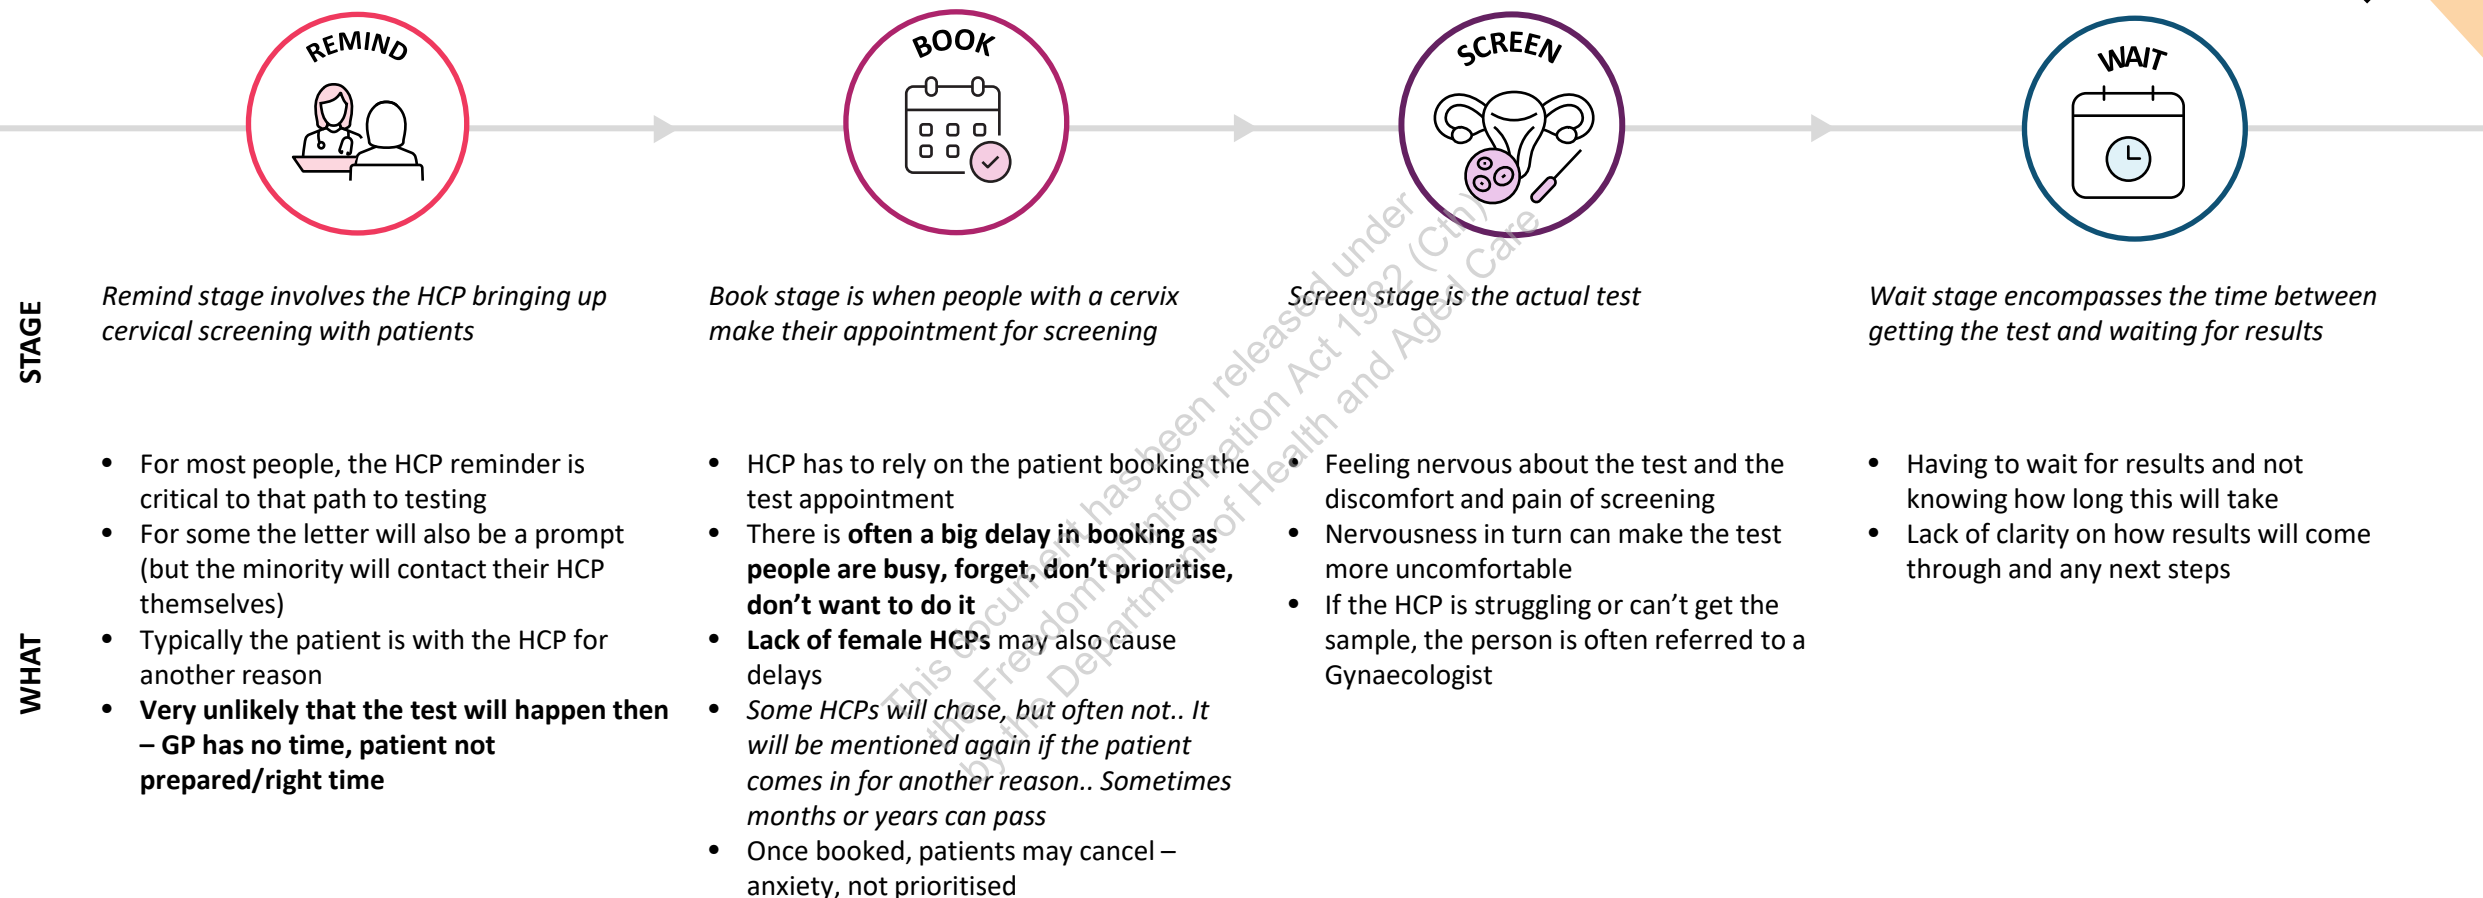 REMIND
BOOK
SCREEN
WAIT
STAGE
Remind stage involves the HCP bringing up
cervical screening with patients
Book stage is when people with a cervix
make their appointment for screening
Screen stage is the actual test
Wait stage encompasses the time between
getting the test and waiting for results
WHAT
• For most people, the HCP reminder is
critical to that path to testing
• For some the letter will also be a prompt
(but the minority will contact their HCP
themselves)
• Typically the patient is with the HCP for
another reason
• Very unlikely that the test will happen then
– GP has no time, patient not
prepared/right time
• HCP has to rely on the patient booking the
test appointment
• There is often a big delay in booking as
people are busy, forget, don't prioritise,
don't want to do it
• Lack of female HCPs may also cause
delays
• Some HCPs will chase, but often not.. It
will be mentioned again if the patient
comes in for another reason.. Sometimes
months or years can pass
• Once booked, patients may cancel –
anxiety, not prioritised
• Feeling nervous about the test and the
discomfort and pain of screening
• Nervousness in turn can make the test
more uncomfortable
• If the HCP is struggling or can't get the
sample, the person is often referred to a
Gynaecologist
• Having to wait for results and not
knowing how long this will take
• Lack of clarity on how results will come
through and any next steps
This document has been released under
the Freedom of Information Act 1982 (Cth)
by the Department of Health and Aged Care